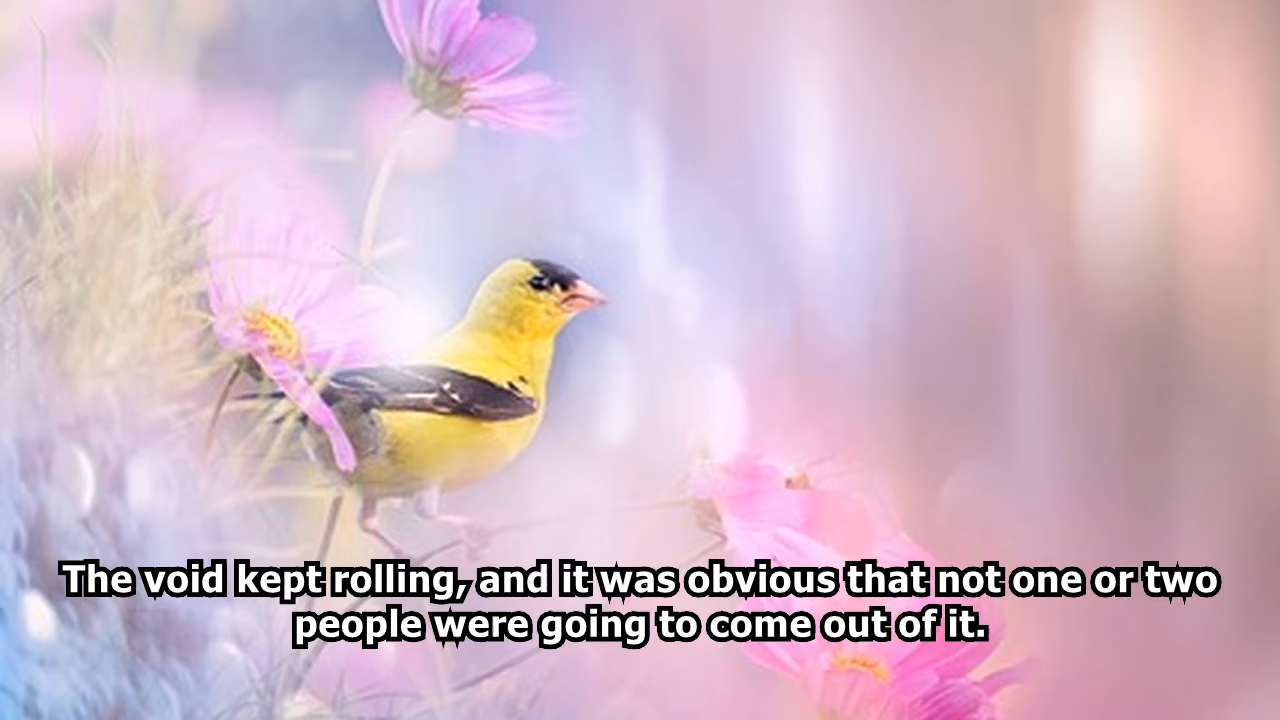 The void kept rolling, and it was obvious that not one or two
people were going to come out of it.